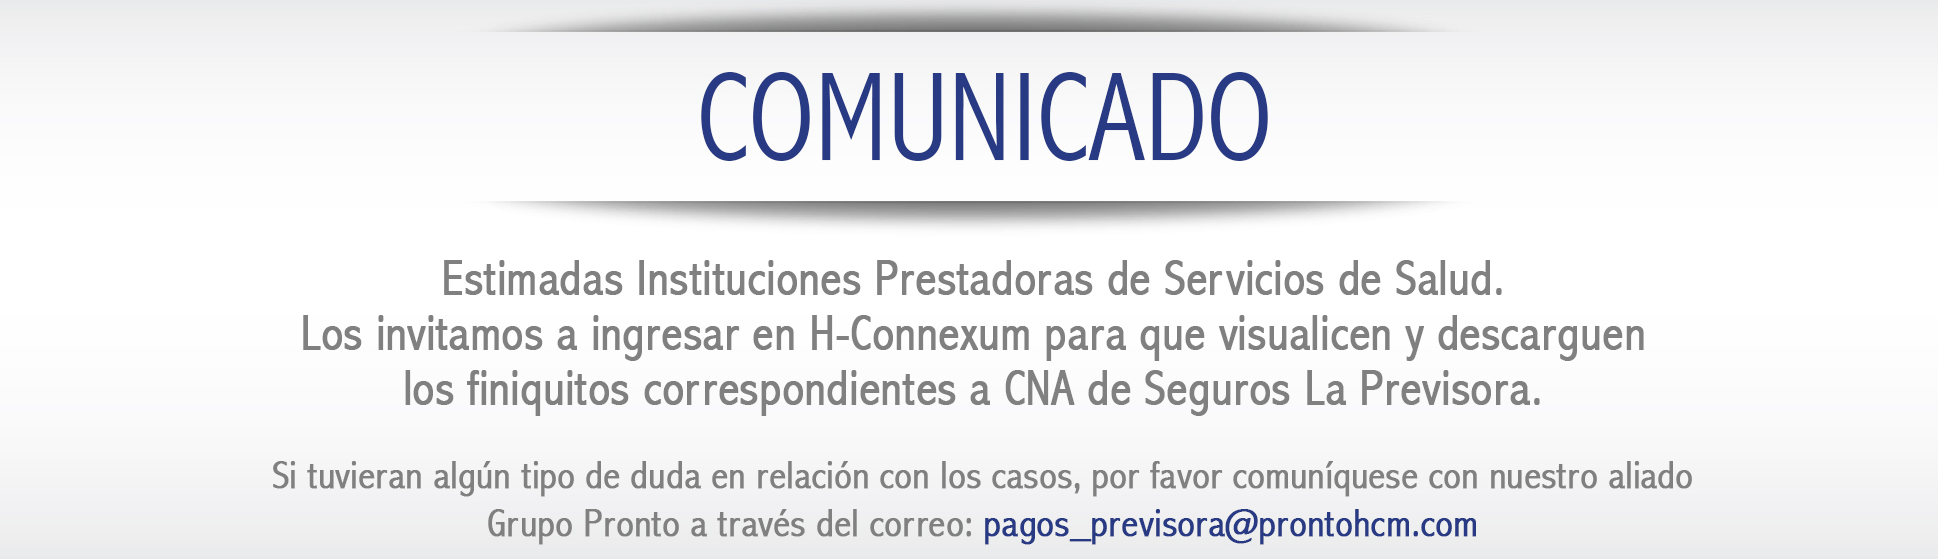 COMUNICADO
Estimadas Instituciones Prestadoras de Servicios de Salud.
Los invitamos a ingresar en H-Connexum para que visualicen y descarguen
los finiquitos correspondientes a CNA de Seguros La Previsora.
Si tuvieran algún tipo de duda en relación con los casos, por favor comuníquese con nuestro aliado
Grupo Pronto a través del correo: pagos_previsora@prontohcm.com